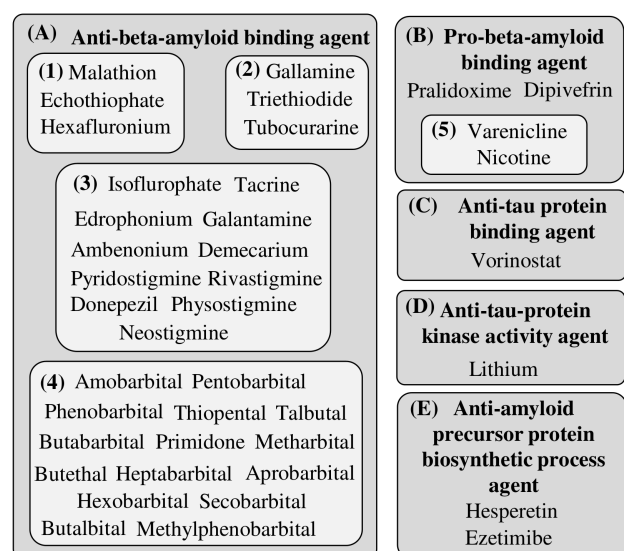 (A) Anti-beta-amyloid binding agent
(1) Malathion
Echothiophate
Hexafluronium
(2) Gallamine
Triethiodide
Tubocurarine
(3) Isoflurophate Tacrine
Edrophonium Galantamine
Ambenonium Demecarium
Pyridostigmine Rivastigmine
Donepezil Physostigmine
Neostigmine
(4) Amobarbital Pentobarbital
Phenobarbital Thiopental Talbutal
Butabarbital Primidone Metharbital
Butethal Heptabarbital Aprobarbital
Hexobarbital Secobarbital
Butalbital Methylphenobarbital
(B) Pro-beta-amyloid
binding agent
Pralidoxime Dipivefrin
(5) Varenicline
Nicotine
(C) Anti-tau protein
binding agent
Vorinostat
(D) Anti-tau-protein
kinase activity agent
Lithium
(E) Anti-amyloid
precursor protein
biosynthetic process
agent
Hesperetin
Ezetimibe